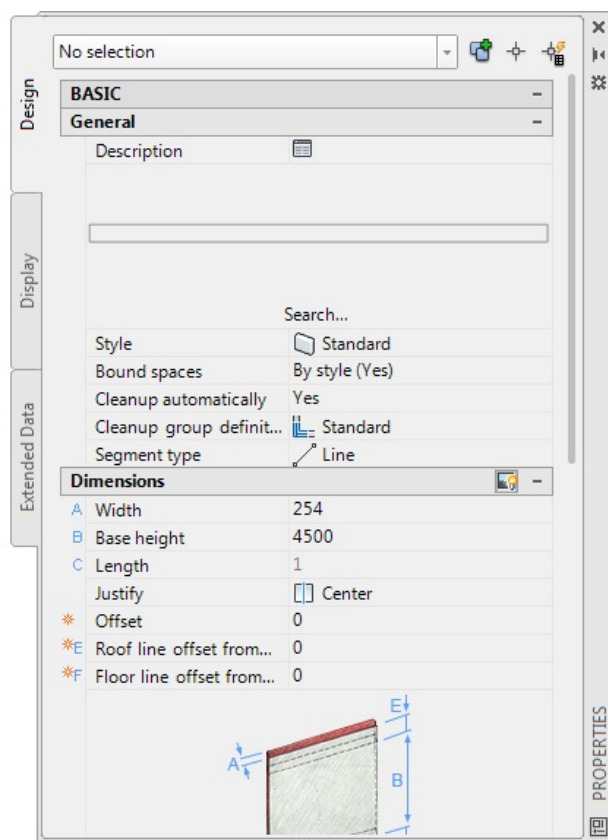 No selection
Design
BASIC
General
Description
Display
Search...
Style Standard
Bound spaces By style (Yes)
Cleanup automatically Yes
Cleanup group definit... Standard
Segment type Line
Extended Data
Dimensions
A Width 254
B Base height 4500
C Length 1
Justify Center
Offset 0
E Roof line offset from... 0
F Floor line offset from... 0
E
A
B
PROPERTIES